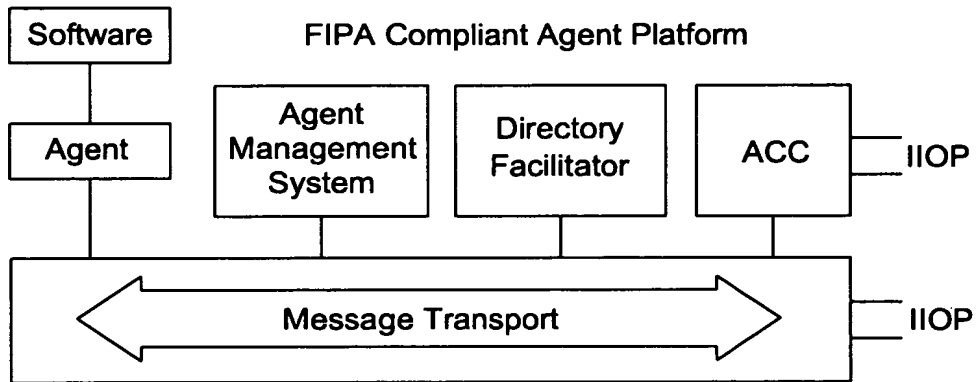 Software
FIPA Compliant Agent Platform
Agent
Agent
Management
System
Directory
Facilitator
ACC
IIOP
Message Transport
IIOP